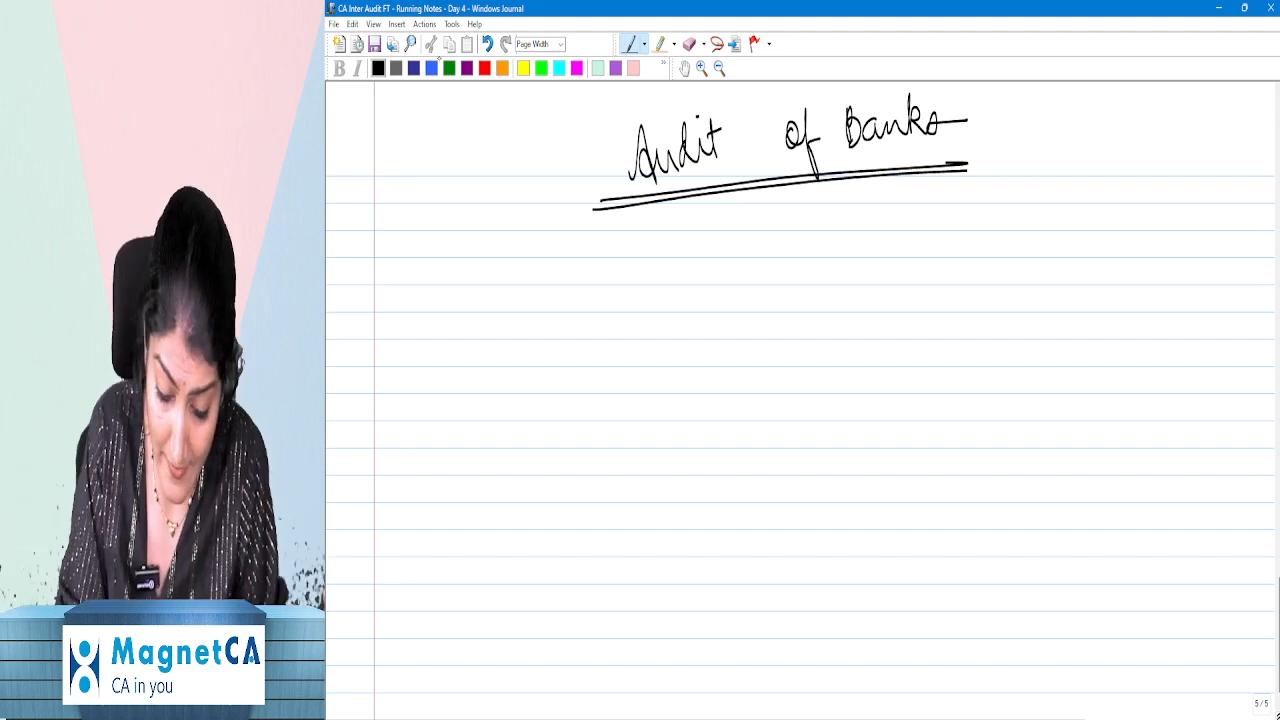 CA Inter Audit FT - Running Notes - Day 4 - Windows Journal
File Edit View Insert Actions Tools Help
Page Width
B I
Audit of Banks
MagnetCA
CA in you
5 / 5